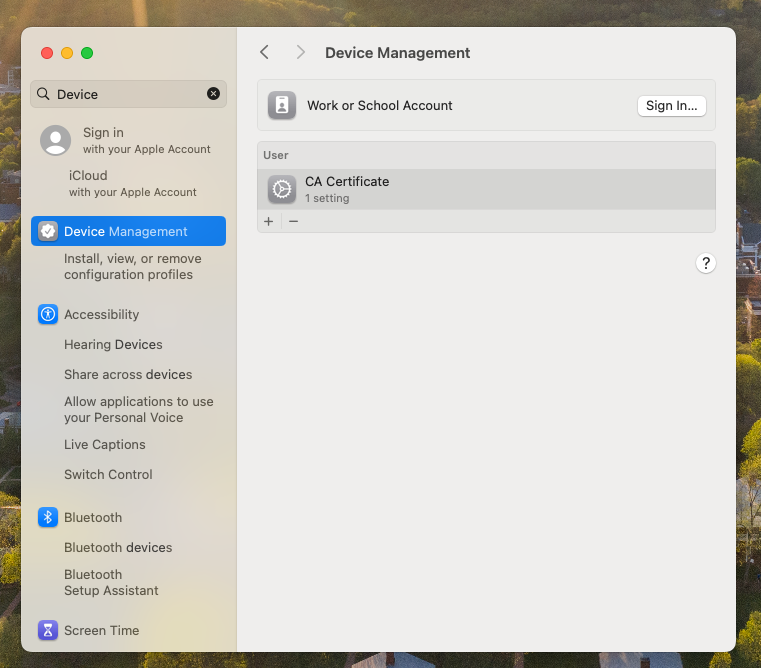 Device
Sign in
with your Apple Account
iCloud
with your Apple Account
Device Management
Install, view, or remove
configuration profiles
Accessibility
Hearing Devices
Share across devices
Allow applications to use
your Personal Voice
Live Captions
Switch Control
Bluetooth
Bluetooth devices
Bluetooth
Setup Assistant
Screen Time
Device Management
Work or School Account
Sign In...
User
CA Certificate
1 setting
+ −
?